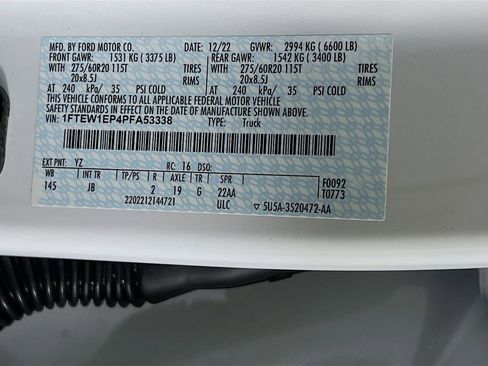 MFD. BY FORD MOTOR CO. 12/22 GVWR: 2994 KG ( 6600 LB)
FRONT GAWR: 1531 KG ( 3375 LB) REAR GAWR: 1542 KG ( 3400 LB)
WITH 275/60R20 115T TIRES WITH 275/60R20 115T TIRES
20x8.5J RIMS 20x8.5J RIMS
AT 240 kPa/ 35 PSI COLD AT 240 kPa/ 35 PSI COLD
THIS VEHICLE CONFORMS TO ALL APPLICABLE FEDERAL MOTOR VEHICLE SAFETY
STANDARDS IN EFFECT ON THE DATE OF MANUFACTURE SHOWN ABOVE.
VIN: 1FTEW1EP4PFA53338 TYPE: Truck
EXT PNT: YZ RC: 16 DSO:
WB INT TR TP/PS R AXLE TR SPR F0092
145 JB 2 19 G 22AA T0773
2202212144721 ULC ▽ 5U5A-3520472-AA